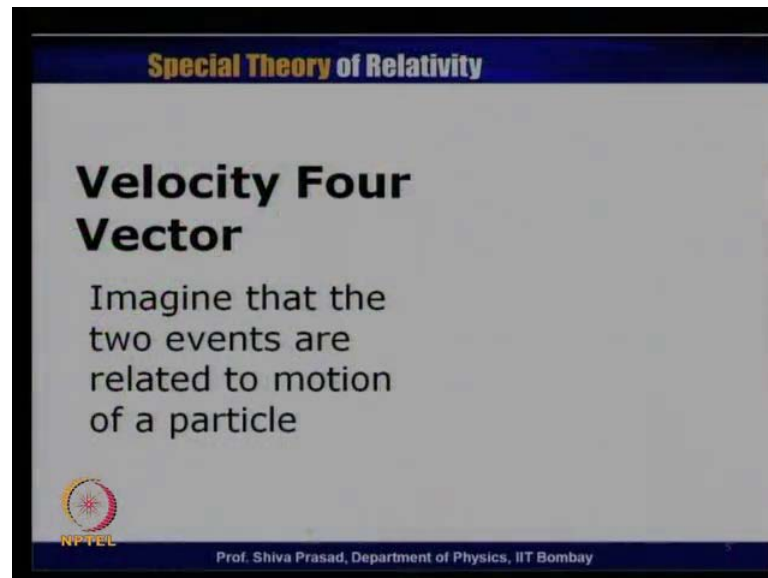 Special Theory of Relativity
Velocity Four
Vector
Imagine that the
two events are
related to motion
of a particle
NPTEL
Prof. Shiva Prasad, Department of Physics, IIT Bombay
5